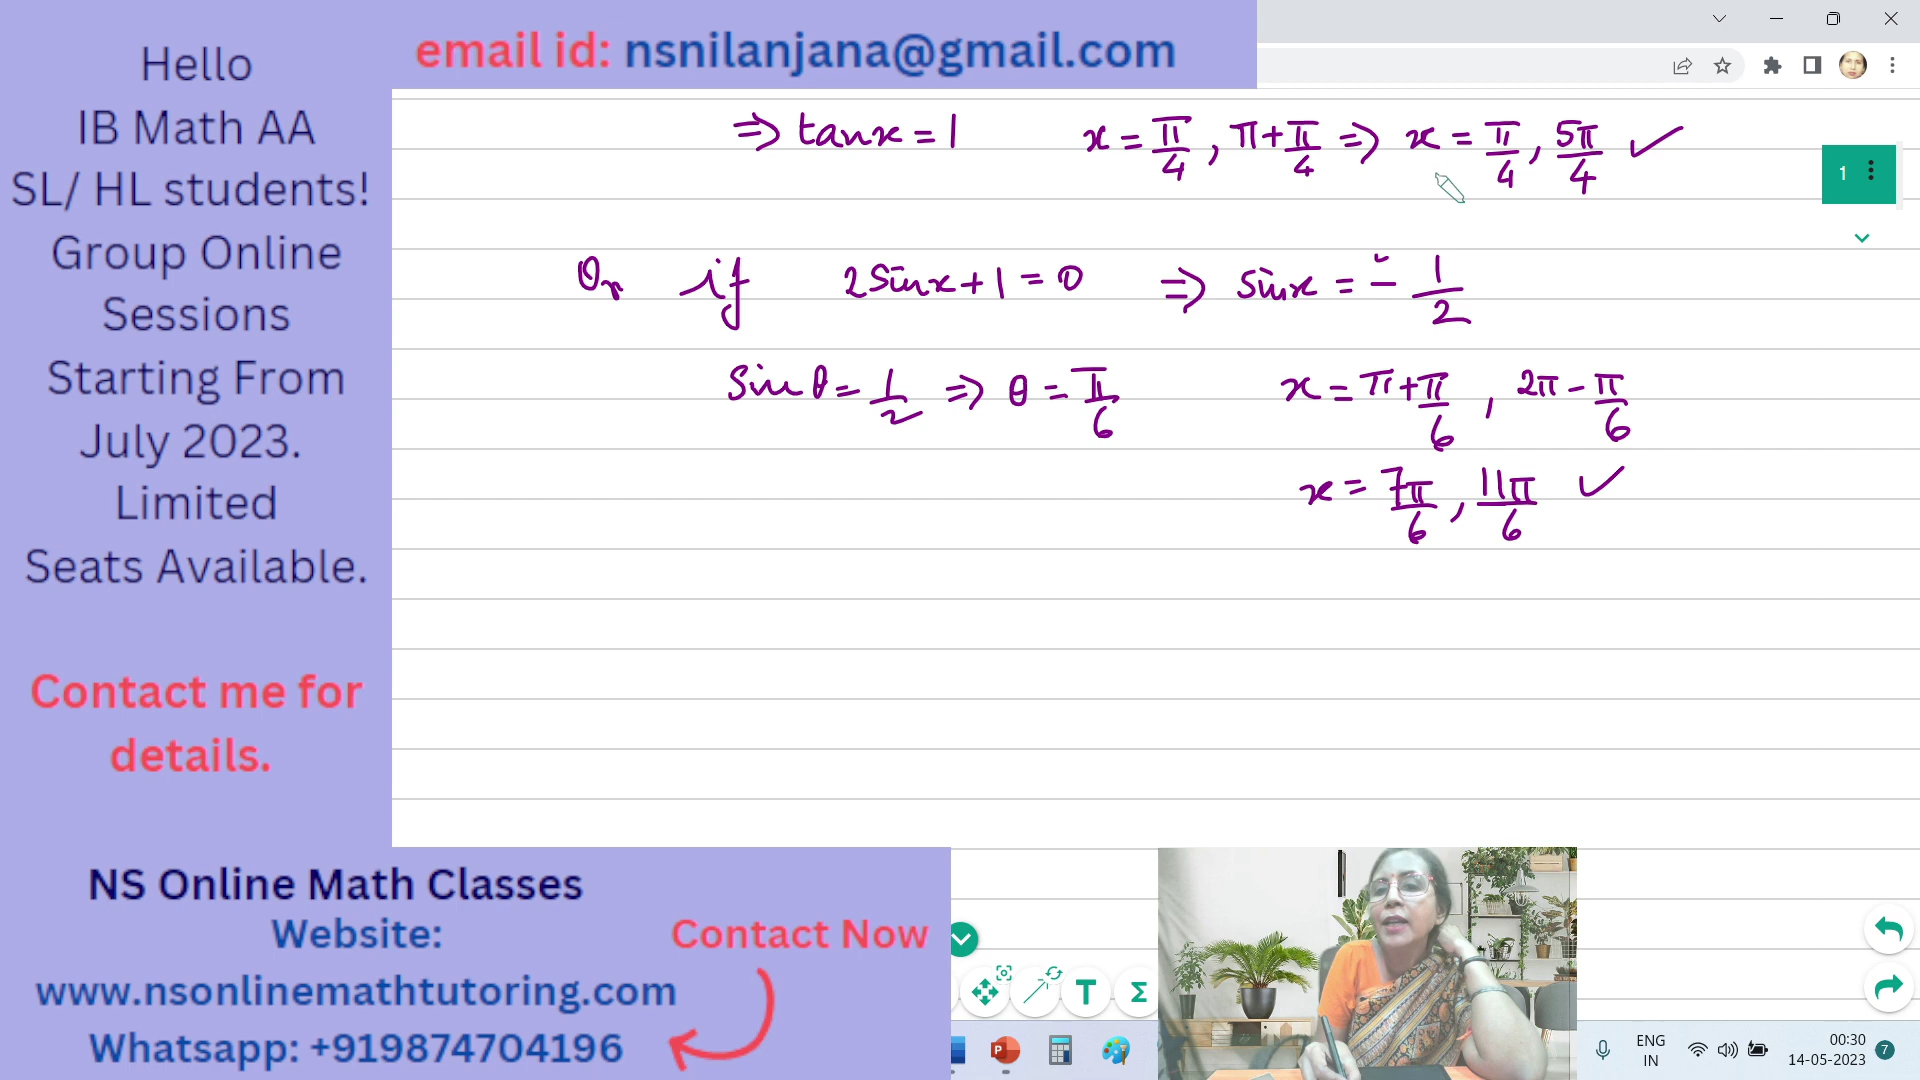 Hello
IB Math AA
SL/ HL students!
Group Online
Sessions
Starting From
July 2023.
Limited
Seats Available.
Contact me for
details.
email id: nsnilanjana@gmail.com
⇒ tanx = 1 x = π/4 , π+π/4 ⇒ x = π/4 , 5π/4 ✓
Or if 2sinx+1=0 ⇒ sinx = - 1/2
Sinθ = 1/2 ⇒ θ = π/6 x = π+π/6 , 2π-π/6
x = 7π/6 , 11π/6 ✓
1
NS Online Math Classes
Website:
www.nsonlinemathtutoring.com
Whatsapp: +919874704196
Contact Now
T Σ
P
ENG
IN
00:30
14-05-2023
7